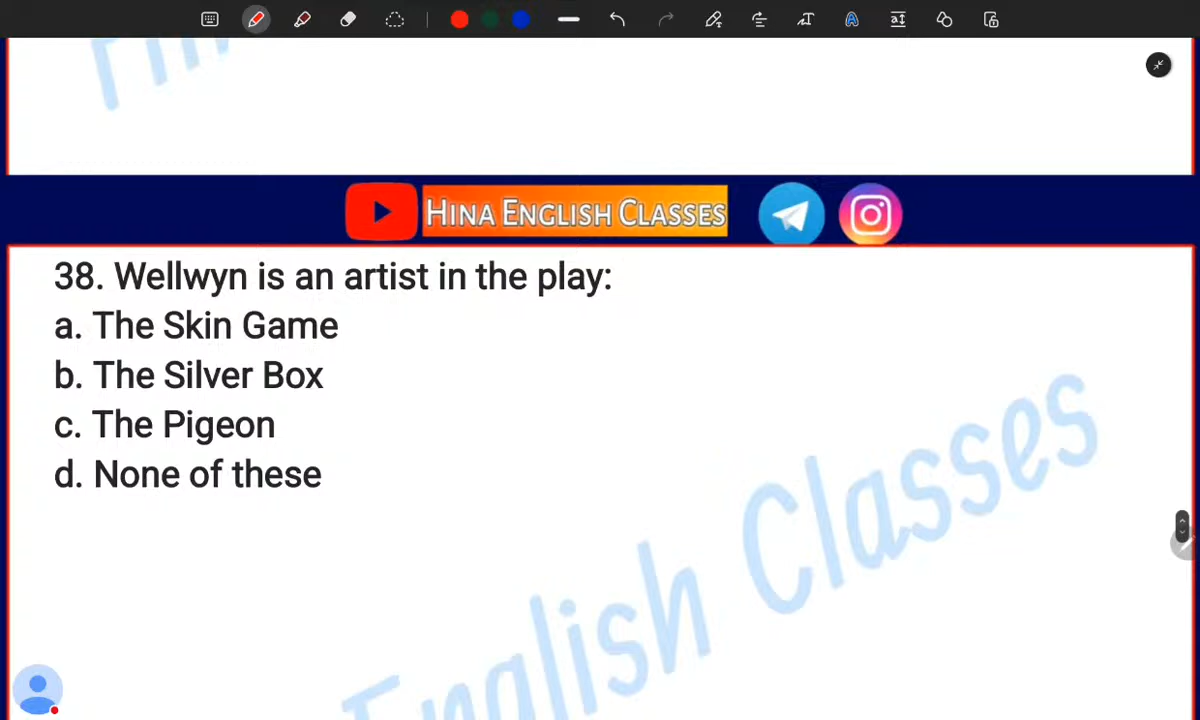 HINA ENGLISH CLASSES
38. Wellwyn is an artist in the play:
a. The Skin Game
b. The Silver Box
c. The Pigeon
d. None of these
English Classes